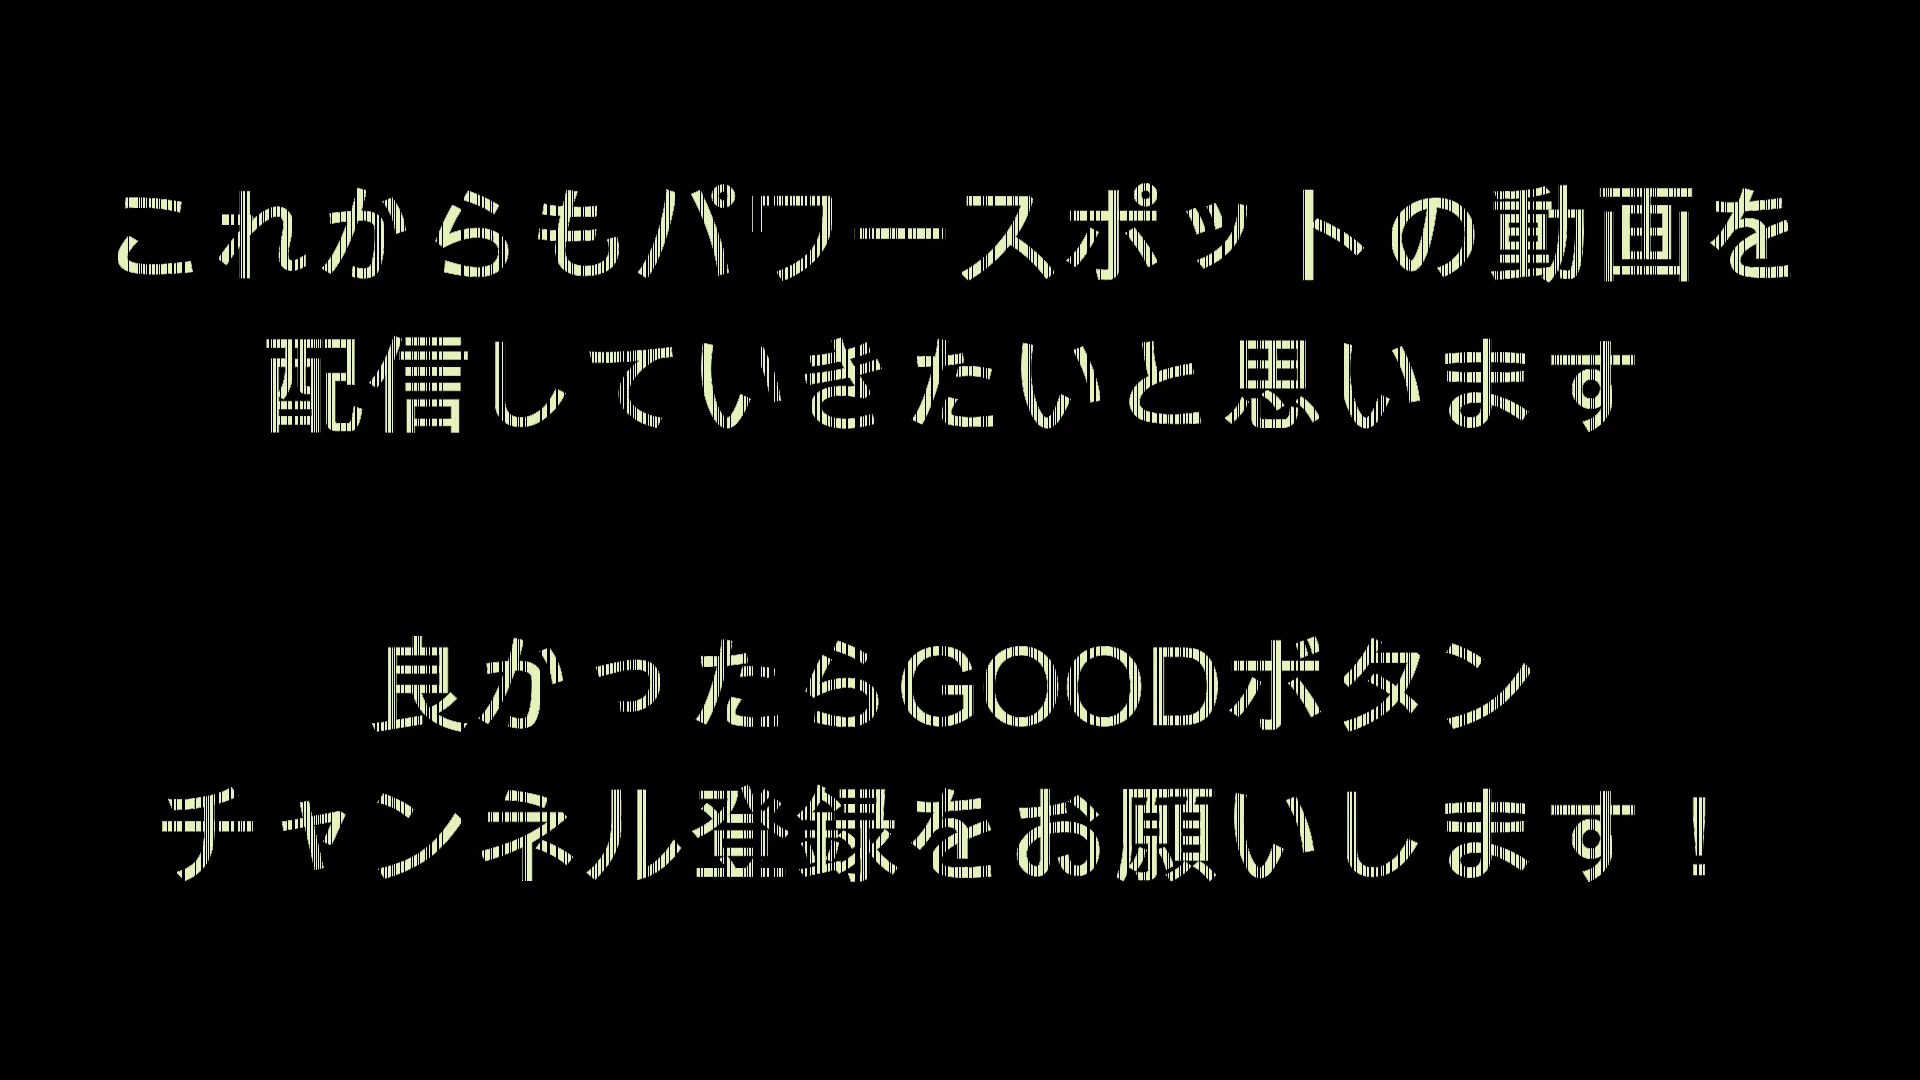 これからもパワースポットの動画を
配信していきたいと思います
良かったらGOODボタン
チャンネル登録をお願いします！